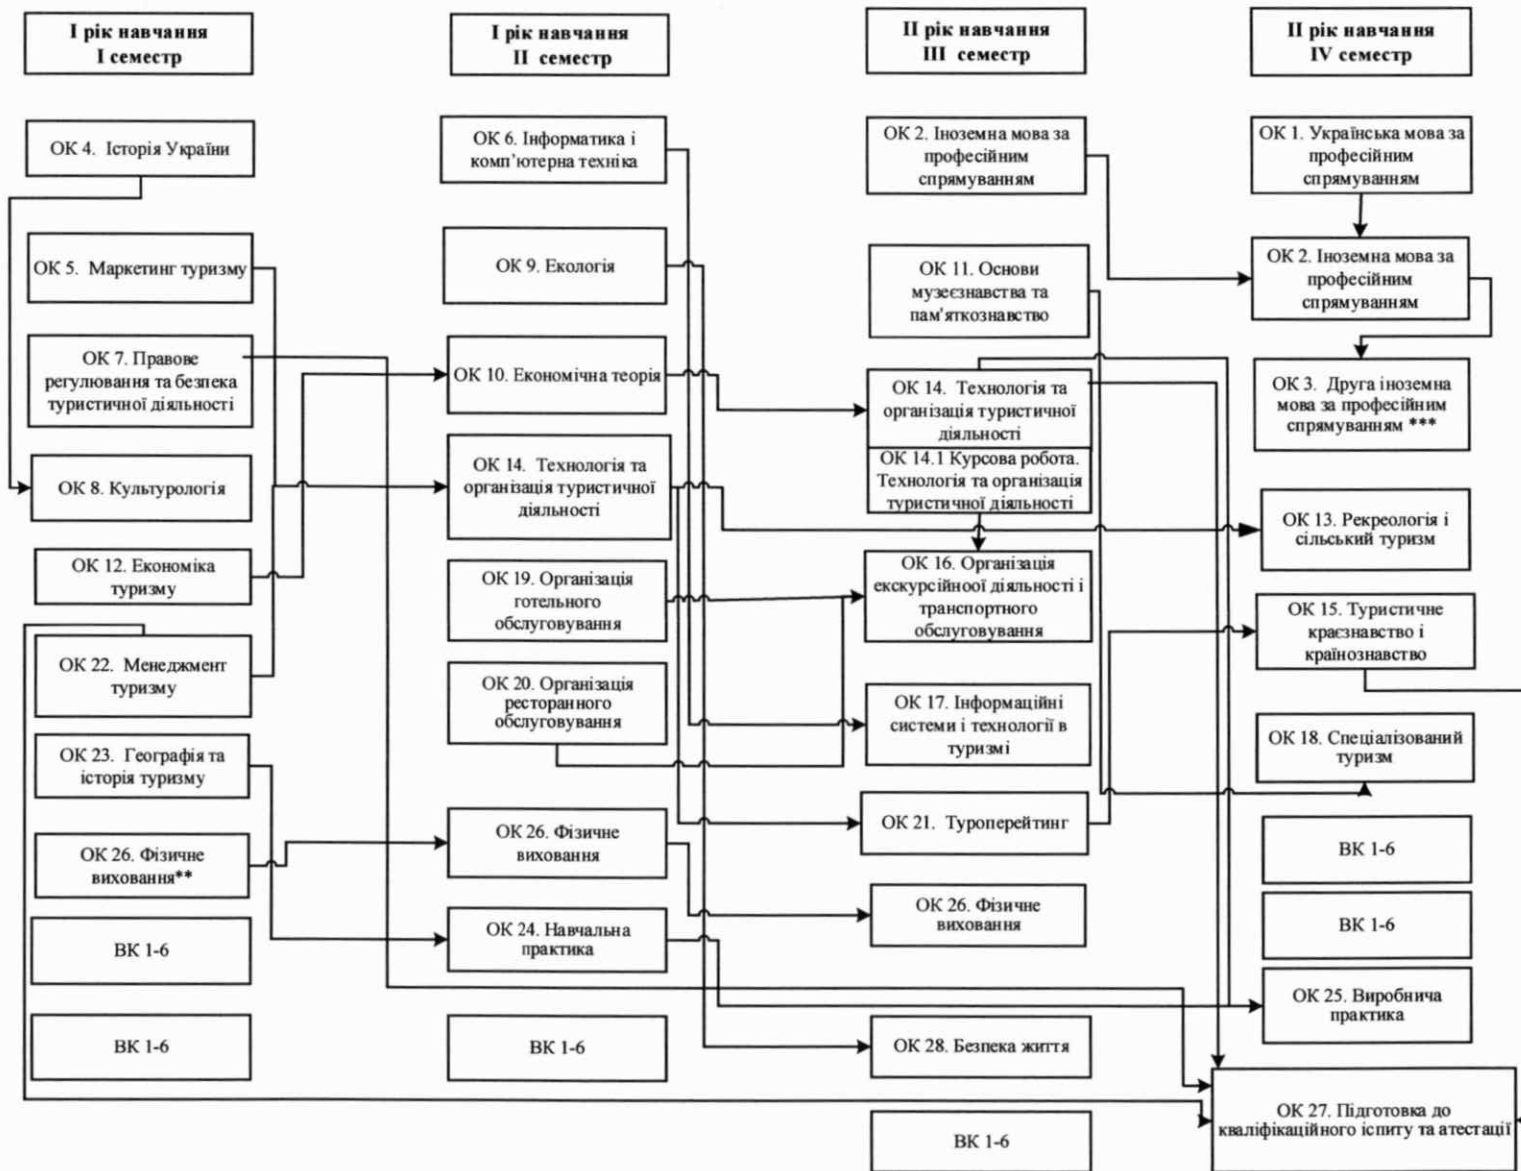 І рік навчання
І семестр
ОК 4. Історія України
ОК 5. Маркетинг туризму
ОК 7. Правове
регулювання та безпека
туристичної діяльності
ОК 8. Культурологія
ОК 12. Економіка
туризму
ОК 22. Менеджмент
туризму
ОК 23. Географія та
історія туризму
ОК 26. Фізичне
виховання**
ВК 1-6
ВК 1-6
І рік навчання
ІІ семестр
ОК 6. Інформатика і
комп'ютерна техніка
ОК 9. Екологія
ОК 10. Економічна теорія
ОК 14. Технологія та
організація туристичної
діяльності
ОК 19. Організація
готельного
обслуговування
ОК 20. Організація
ресторанного
обслуговування
ОК 26. Фізичне
виховання
ОК 24. Навчальна
практика
ВК 1-6
ІІ рік навчання
ІІІ семестр
ОК 2. Іноземна мова за
професійним
спрямуванням
ОК 11. Основи
музеєзнавства та
пам'яткознавство
ОК 14. Технологія та
організація туристичної
діяльності
ОК 14.1 Курсова робота.
Технологія та організація
туристичної діяльності
ОК 16. Організація
екскурсійноої діяльності і
транспортного
обслуговування
ОК 17. Інформаційні
системи і технології в
туризмі
ОК 21. Туроперейтинг
ОК 26. Фізичне
виховання
ОК 28. Безпека життя
ВК 1-6
ІІ рік навчання
IV семестр
ОК 1. Українська мова за
професійним
спрямуванням
ОК 2. Іноземна мова за
професійним
спрямуванням
ОК 3. Друга іноземна
мова за професійним
спрямуванням ***
ОК 13. Рекреологія і
сільський туризм
ОК 15. Туристичне
краєзнавство і
країнознавство
ОК 18. Спеціалізований
туризм
ВК 1-6
ВК 1-6
ОК 25. Виробнича
практика
ОК 27. Підготовка до
кваліфікаційного іспиту та атестації